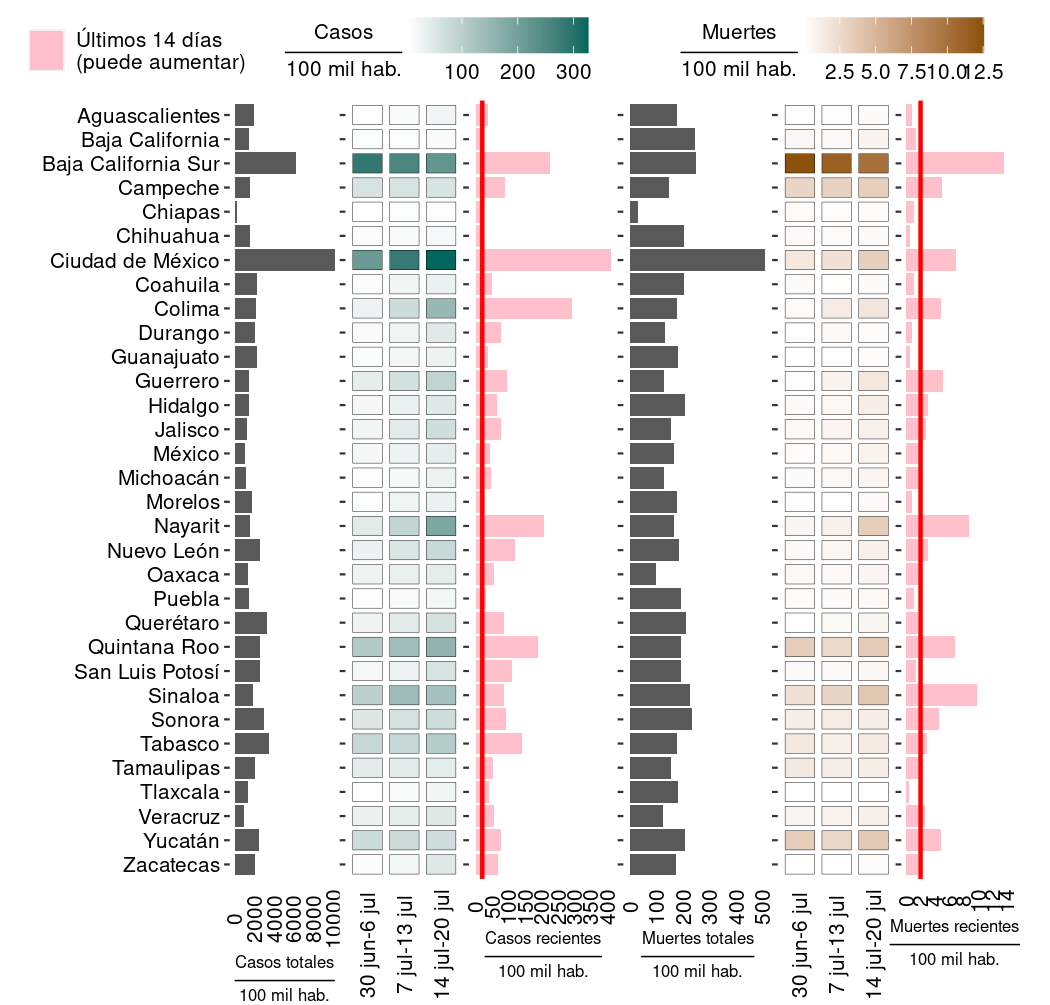 Últimos 14 días
(puede aumentar)
Casos
100 mil hab.
100 200 300
Muertes
100 mil hab.
2.5 5.0 7.5 10.0 12.5
Aguascalientes
Baja California
Baja California Sur
Campeche
Chiapas
Chihuahua
Ciudad de México
Coahuila
Colima
Durango
Guanajuato
Guerrero
Hidalgo
Jalisco
México
Michoacán
Morelos
Nayarit
Nuevo León
Oaxaca
Puebla
Querétaro
Quintana Roo
San Luis Potosí
Sinaloa
Sonora
Tabasco
Tamaulipas
Tlaxcala
Veracruz
Yucatán
Zacatecas
0 2000 4000 6000 8000 10000
Casos totales
100 mil hab.
30 jun-6 jul
7 jul-13 jul
14 jul-20 jul
0 50 100 150 200 250 300 350 400
Casos recientes
100 mil hab.
0 100 200 300 400 500
Muertes totales
100 mil hab.
30 jun-6 jul
7 jul-13 jul
14 jul-20 jul
0 2 4 6 8 10 12 14
Muertes recientes
100 mil hab.